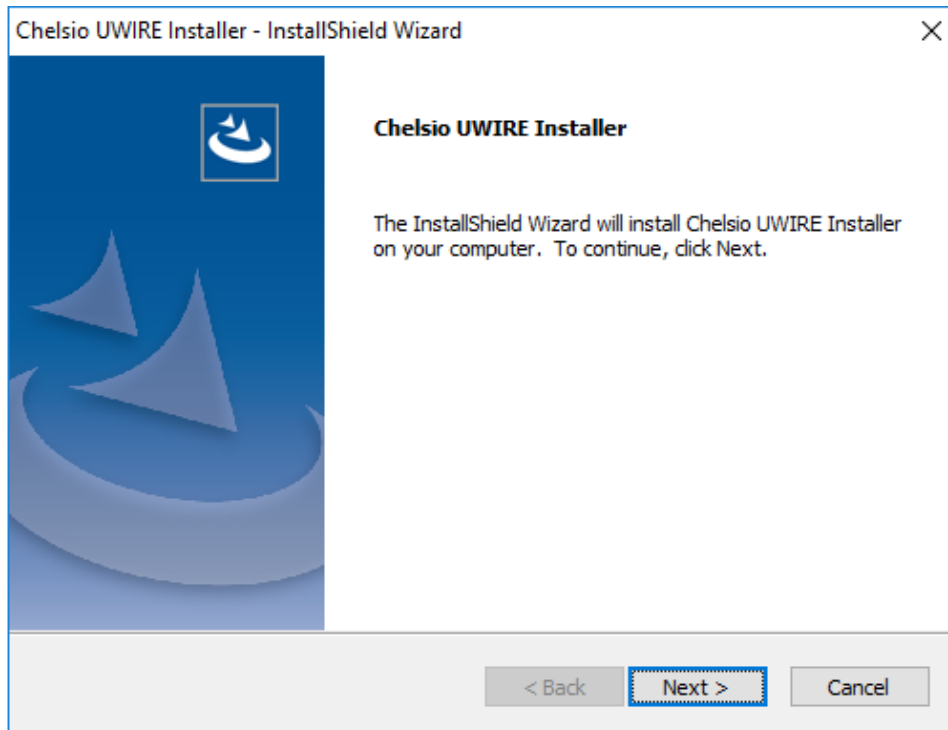 Chelsio UWIRE Installer - InstallShield Wizard
Chelsio UWIRE Installer
The InstallShield Wizard will install Chelsio UWIRE Installer
on your computer.  To continue, click Next.
< Back
Next >
Cancel